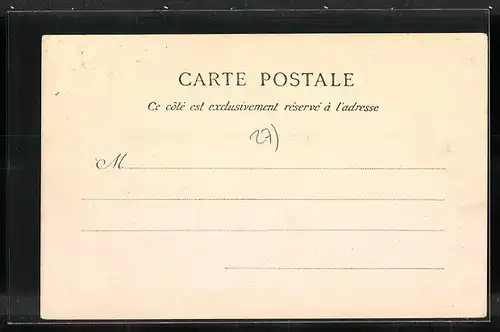 CARTE POSTALE
Ce côté est exclusivement réservé à l'adresse
27)
M